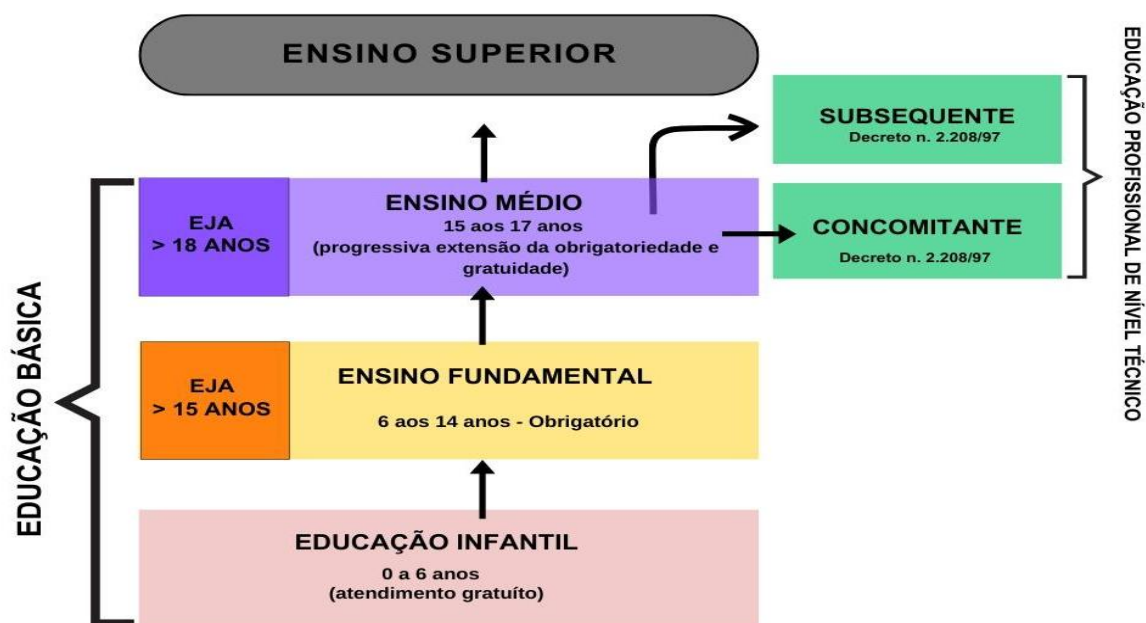 ENSINO SUPERIOR
SUBSEQUENTE
Decreto n. 2.208/97
EJA
> 18 ANOS
ENSINO MÉDIO
15 aos 17 anos
(progressiva extensão da obrigatoriedade e
gratuidade)
CONCOMITANTE
Decreto n. 2.208/97
EDUCAÇÃO PROFISSIONAL DE NÍVEL TÉCNICO
EDUCAÇÃO BÁSICA
EJA
> 15 ANOS
ENSINO FUNDAMENTAL
6 aos 14 anos - Obrigatório
EDUCAÇÃO INFANTIL
0 a 6 anos
(atendimento gratuíto)